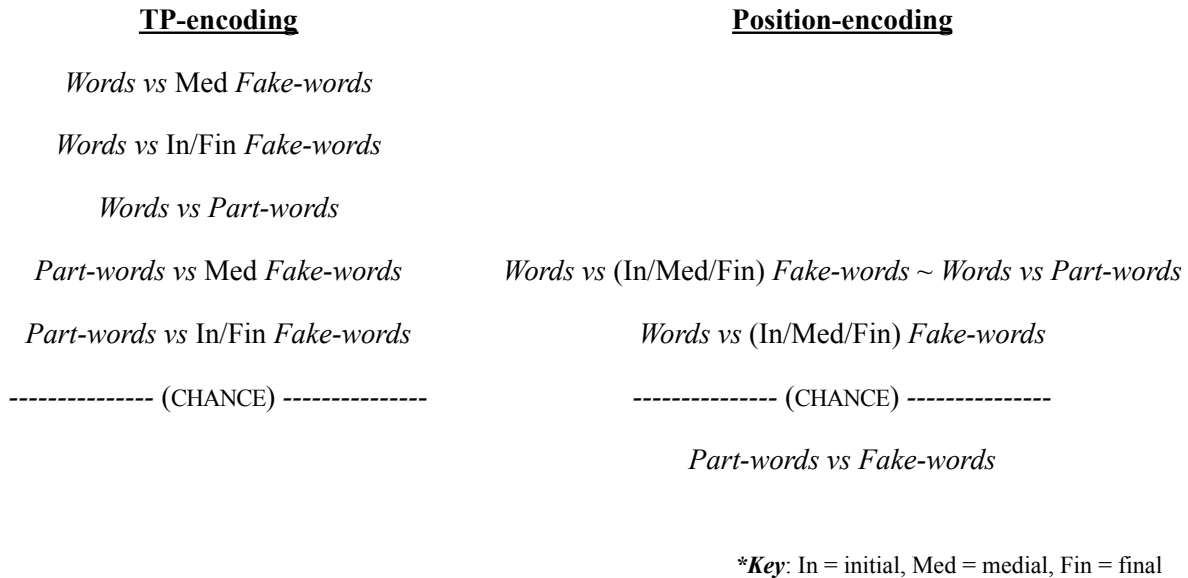 TP-encoding
Words vs Med Fake-words
Words vs In/Fin Fake-words
Words vs Part-words
Part-words vs Med Fake-words
Part-words vs In/Fin Fake-words
--------------- (CHANCE) ---------------
Position-encoding
Words vs (In/Med/Fin) Fake-words ~ Words vs Part-words
Words vs (In/Med/Fin) Fake-words
--------------- (CHANCE) ---------------
Part-words vs Fake-words
*Key: In = initial, Med = medial, Fin = final